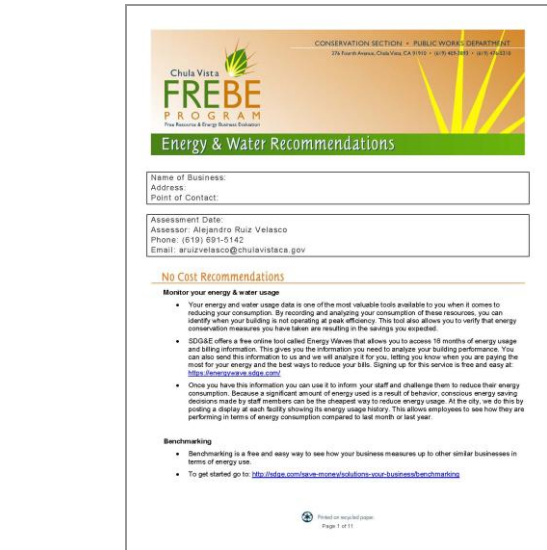 CONSERVATION SECTION • PUBLIC WORKS DEPARTMENT
276 Fourth Avenue, Chula Vista, CA 91910 •
Chula Vista
FREBE
PROGRAM
Free Resource & Energy Business Evaluation
Energy & Water Recommendations
Name of Business:
Address:
Point of Contact:
Assessment Date:
Assessor: Alejandro Ruiz Velasco
Phone: (619) 691-5142
Email: aruizvelasco@chulavistaca.gov
No Cost Recommendations
Monitor your energy & water usage
• Your energy and water usage data is one of the most valuable tools available to you when it comes to
reducing your consumption. By recording and analyzing your consumption of these resources, you can
identify when your building is not operating at peak efficiency. This tool also allows you to verify that energy
conservation measures you have taken are resulting in the savings you expected.
• SDG&E offers a free online tool called Energy Waves that allows you to access 16 months of energy usage
and billing information. This gives you the information you need to analyze your building performance. You
can also send this information to us and we will analyze it for you, letting you know when you are paying the
most for your energy and the best ways to reduce your bills. Signing up for this service is free and easy at:
https://energywave.sdge.com/
• Once you have this information you can use it to inform your staff and challenge them to reduce their energy
consumption. Because a significant amount of energy used is a result of behavior, conscious energy saving
decisions made by staff members can be the cheapest way to reduce energy usage. At the city, we do this by
posting a display at each facility showing its energy usage history. This allows employees to see how they are
performing in terms of energy consumption compared to last month or last year.
Benchmarking
• Benchmarking is a free and easy way to see how your business measures up to other similar businesses in
terms of energy use.
• To get started go to: http://sdge.com/save-money/solutions-your-business/benchmarking
Printed on recycled paper
Page 1 of 11